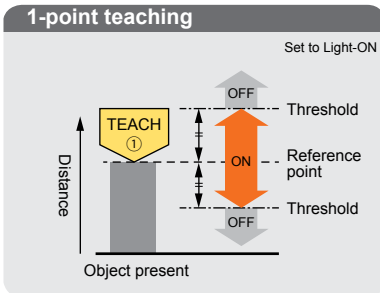 1-point teaching
Set to Light-ON
OFF
TEACH
①
Threshold
ON
Reference
point
Distance
Threshold
OFF
Object present